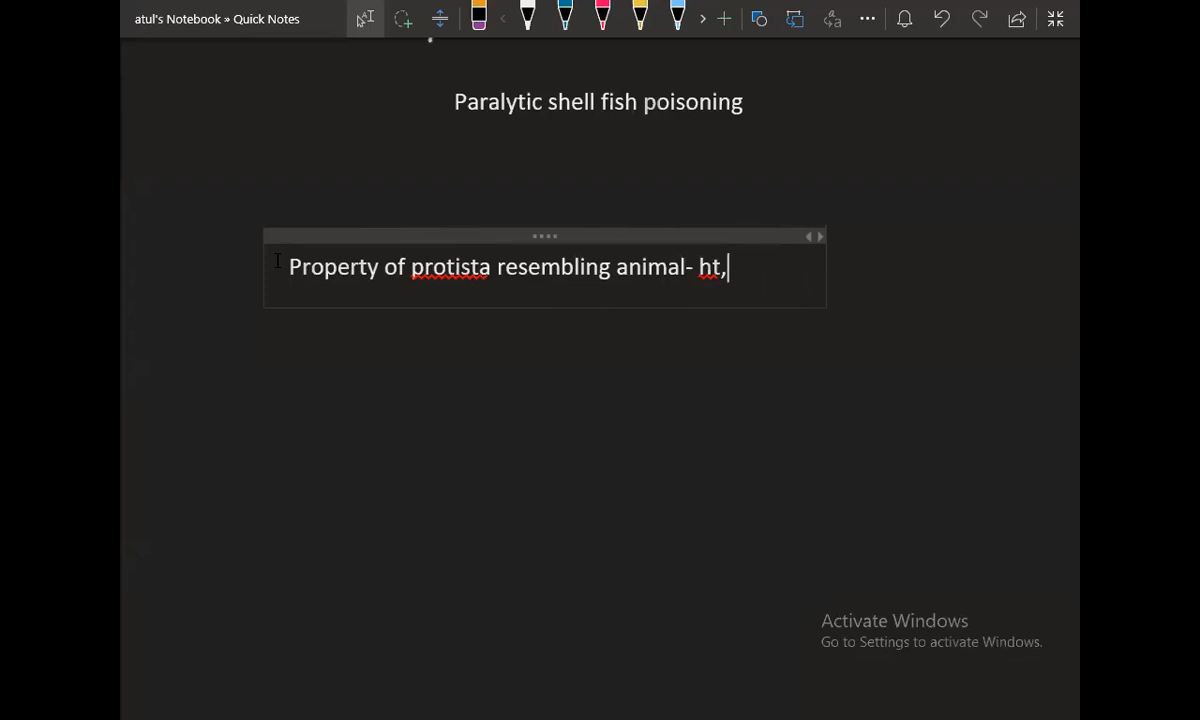 atul's Notebook » Quick Notes
Paralytic shell fish poisoning
Property of protista resembling animal- ht,
Activate Windows
Go to Settings to activate Windows.